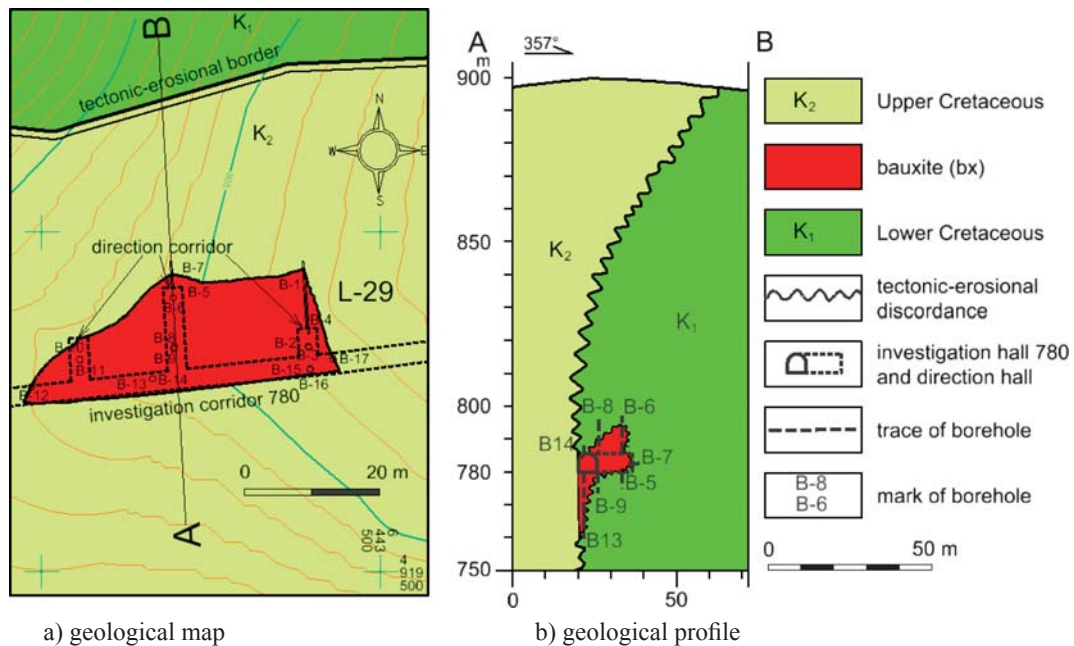 K₁
B
tectonic-erosional border
K₂
N
W
E
S
direction corridor
B-7
B-1
L-29
B-5
B-6
B-4
B-8
B-2
B-3
B-9
B-17
B-11
B-15
B-13
B-14
B-16
B-12
investigation corridor 780
0 20 m
A
6
443
500
4
919
500
a) geological map
A
m
357°
B
900
850
800
780
750
K₂
K₁
B-8
B-6
B14
B-7
B-5
B-9
B13
0 50
b) geological profile
K₂ Upper Cretaceous
bauxite (bx)
K₁ Lower Cretaceous
tectonic-erosional
discordance
investigation hall 780
and direction hall
trace of borehole
B-8
B-6
mark of borehole
0 50 m